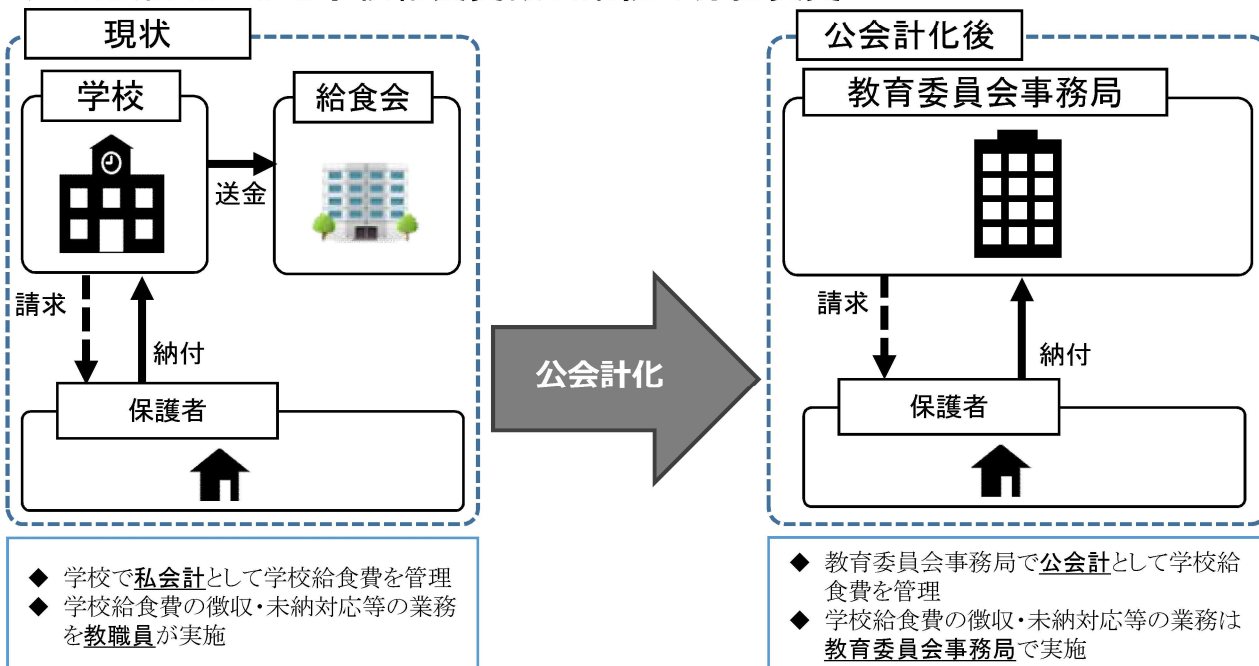 現状
学校
給食会
送金
請求
納付
保護者
◆ 学校で私会計として学校給食費を管理
◆ 学校給食費の徴収・未納対応等の業務
を教職員が実施
公会計化
公会計化後
教育委員会事務局
請求
納付
保護者
◆ 教育委員会事務局で公会計として学校給
食費を管理
◆ 学校給食費の徴収・未納対応等の業務は
教育委員会事務局で実施